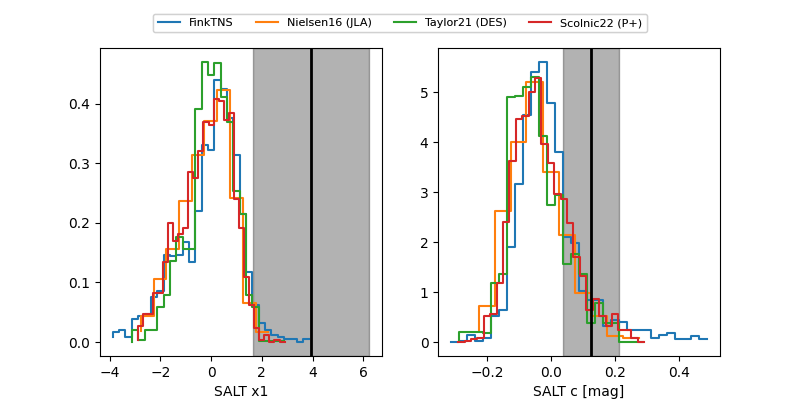 FinkTNS Nielsen16 (JLA) Taylor21 (DES) Scolnic22 (P+)
0.4
0.3
0.2
0.1
0.0
−4 −2 0 2 4 6
SALT x1
5
4
3
2
1
0
−0.2 0.0 0.2 0.4
SALT c [mag]